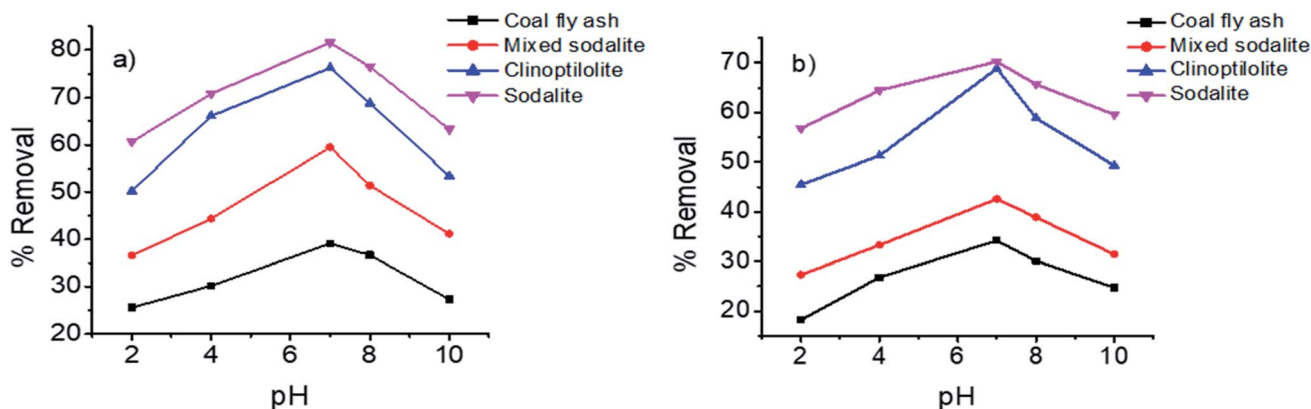 a)
Coal fly ash
Mixed sodalite
Clinoptilolite
Sodalite
80
70
60
50
40
30
20
% Removal
2 4 6 8 10
pH
b)
Coal fly ash
Mixed sodalite
Clinoptilolite
Sodalite
70
60
50
40
30
20
% Removal
2 4 6 8 10
pH